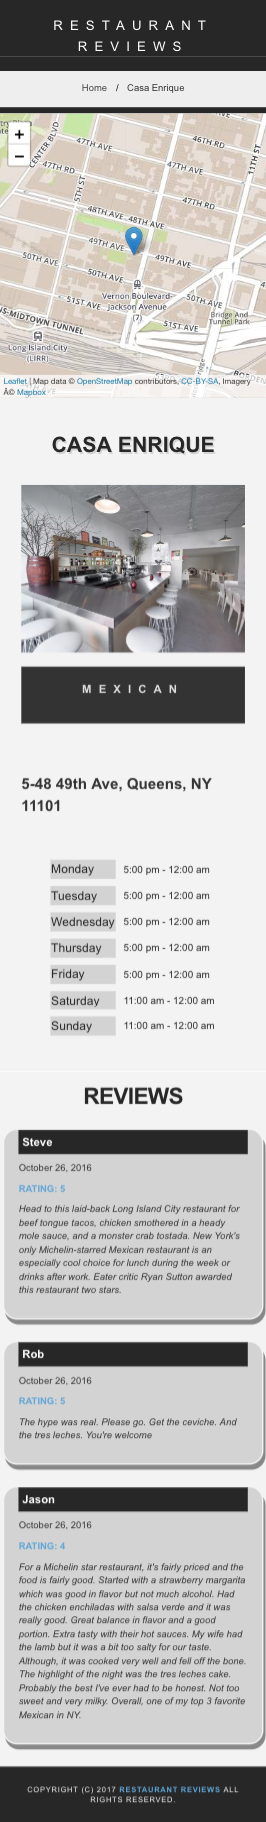 RESTAURANT
REVIEWS
Home / Casa Enrique
+
−
CENTER BLVD
47TH AVE
46TH RD
11TH ST
47TH RD
47TH AVE
5TH ST
47TH RD
48TH AVE
48TH AVE
49TH AVE
50TH AVE
49TH AVE
50TH AVE
51ST AVE
Vernon Boulevard-
Jackson Avenue
(7)
51ST AVE
Bridge And
Tunnel Park
S-MIDTOWN TUNNEL
Long Island City
(LIRR)
Leaflet | Map data © OpenStreetMap contributors, CC-BY-SA, Imagery
Â© Mapbox
CASA ENRIQUE
MEXICAN
5-48 49th Ave, Queens, NY
11101
Monday 5:00 pm - 12:00 am
Tuesday 5:00 pm - 12:00 am
Wednesday 5:00 pm - 12:00 am
Thursday 5:00 pm - 12:00 am
Friday 5:00 pm - 12:00 am
Saturday 11:00 am - 12:00 am
Sunday 11:00 am - 12:00 am
REVIEWS
Steve
October 26, 2016
RATING: 5
Head to this laid-back Long Island City restaurant for
beef tongue tacos, chicken smothered in a heady
mole sauce, and a monster crab tostada. New York's
only Michelin-starred Mexican restaurant is an
especially cool choice for lunch during the week or
drinks after work. Eater critic Ryan Sutton awarded
this restaurant two stars.
Rob
October 26, 2016
RATING: 5
The hype was real. Please go. Get the ceviche. And
the tres leches. You're welcome
Jason
October 26, 2016
RATING: 4
For a Michelin star restaurant, it's fairly priced and the
food is fairly good. Started with a strawberry margarita
which was good in flavor but not much alcohol. Had
the chicken enchiladas with salsa verde and it was
really good. Great balance in flavor and a good
portion. Extra tasty with their hot sauces. My wife had
the lamb but it was a bit too salty for our taste.
Although, it was cooked very well and fell off the bone.
The highlight of the night was the tres leches cake.
Probably the best I've ever had to be honest. Not too
sweet and very milky. Overall, one of my top 3 favorite
Mexican in NY.
COPYRIGHT (C) 2017 RESTAURANT REVIEWS ALL
RIGHTS RESERVED.